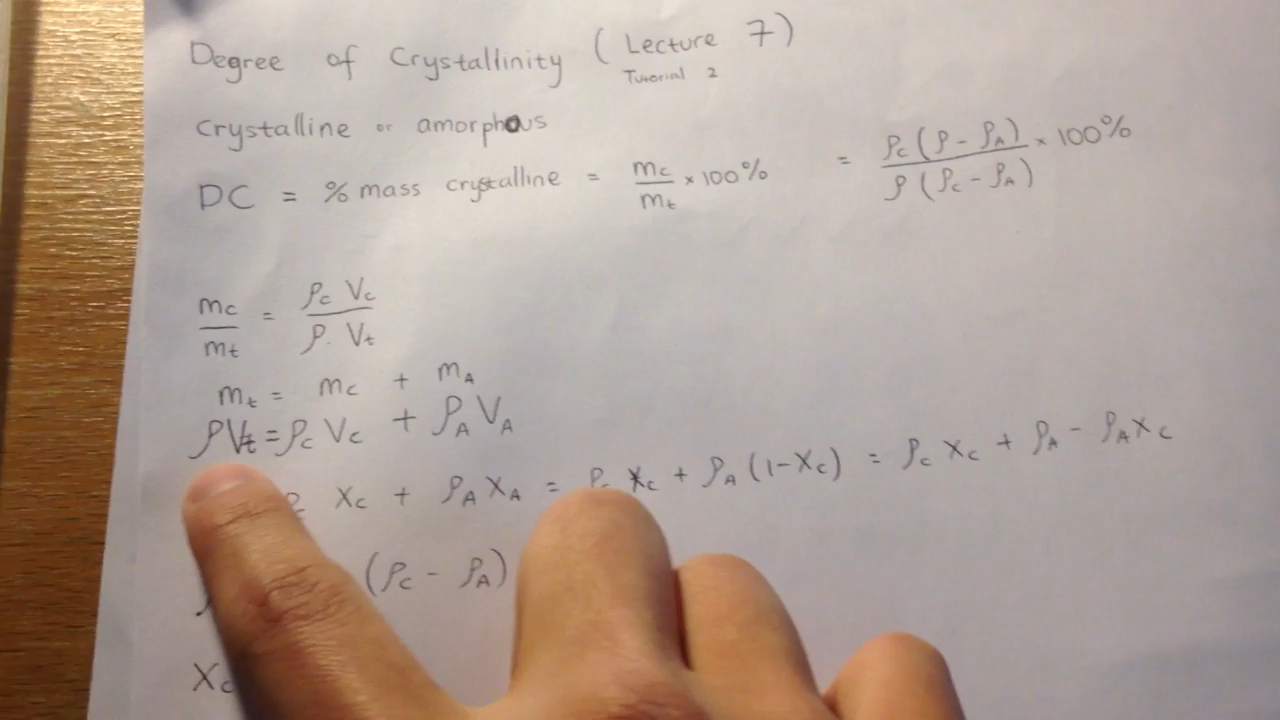 Degree of Crystallinity (Lecture 7)
Tutorial 2
Crystalline or amorphous
DC = % mass crystalline = mc/mt × 100% = ρc(ρ - ρA)/ρ(ρc - ρA) × 100%
mc/mt = ρc Vc/ρ. Vt
mt = mc + mA
ρVt = ρc Vc + ρA VA
Xc + ρA XA = ρc Xc + ρA (1-Xc) = ρc Xc + ρA - ρA Xc
(ρc - ρA)
Xc